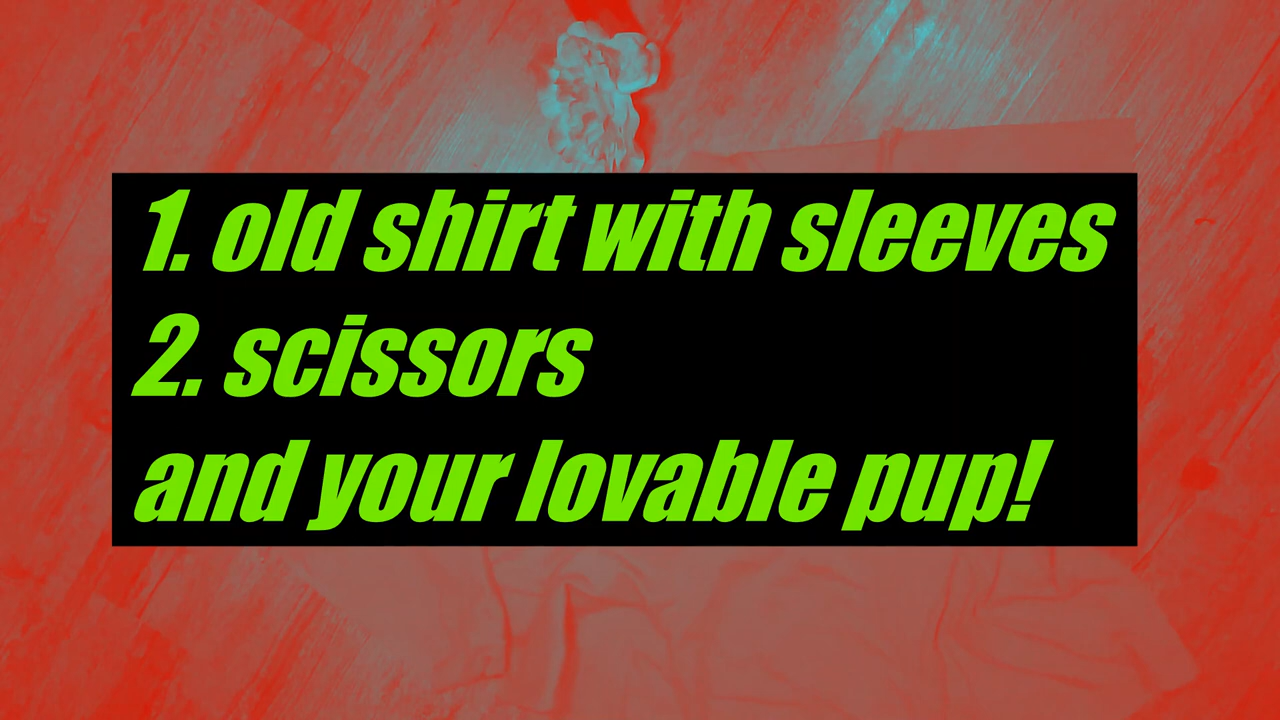 1. old shirt with sleeves
2. scissors
and your lovable pup!